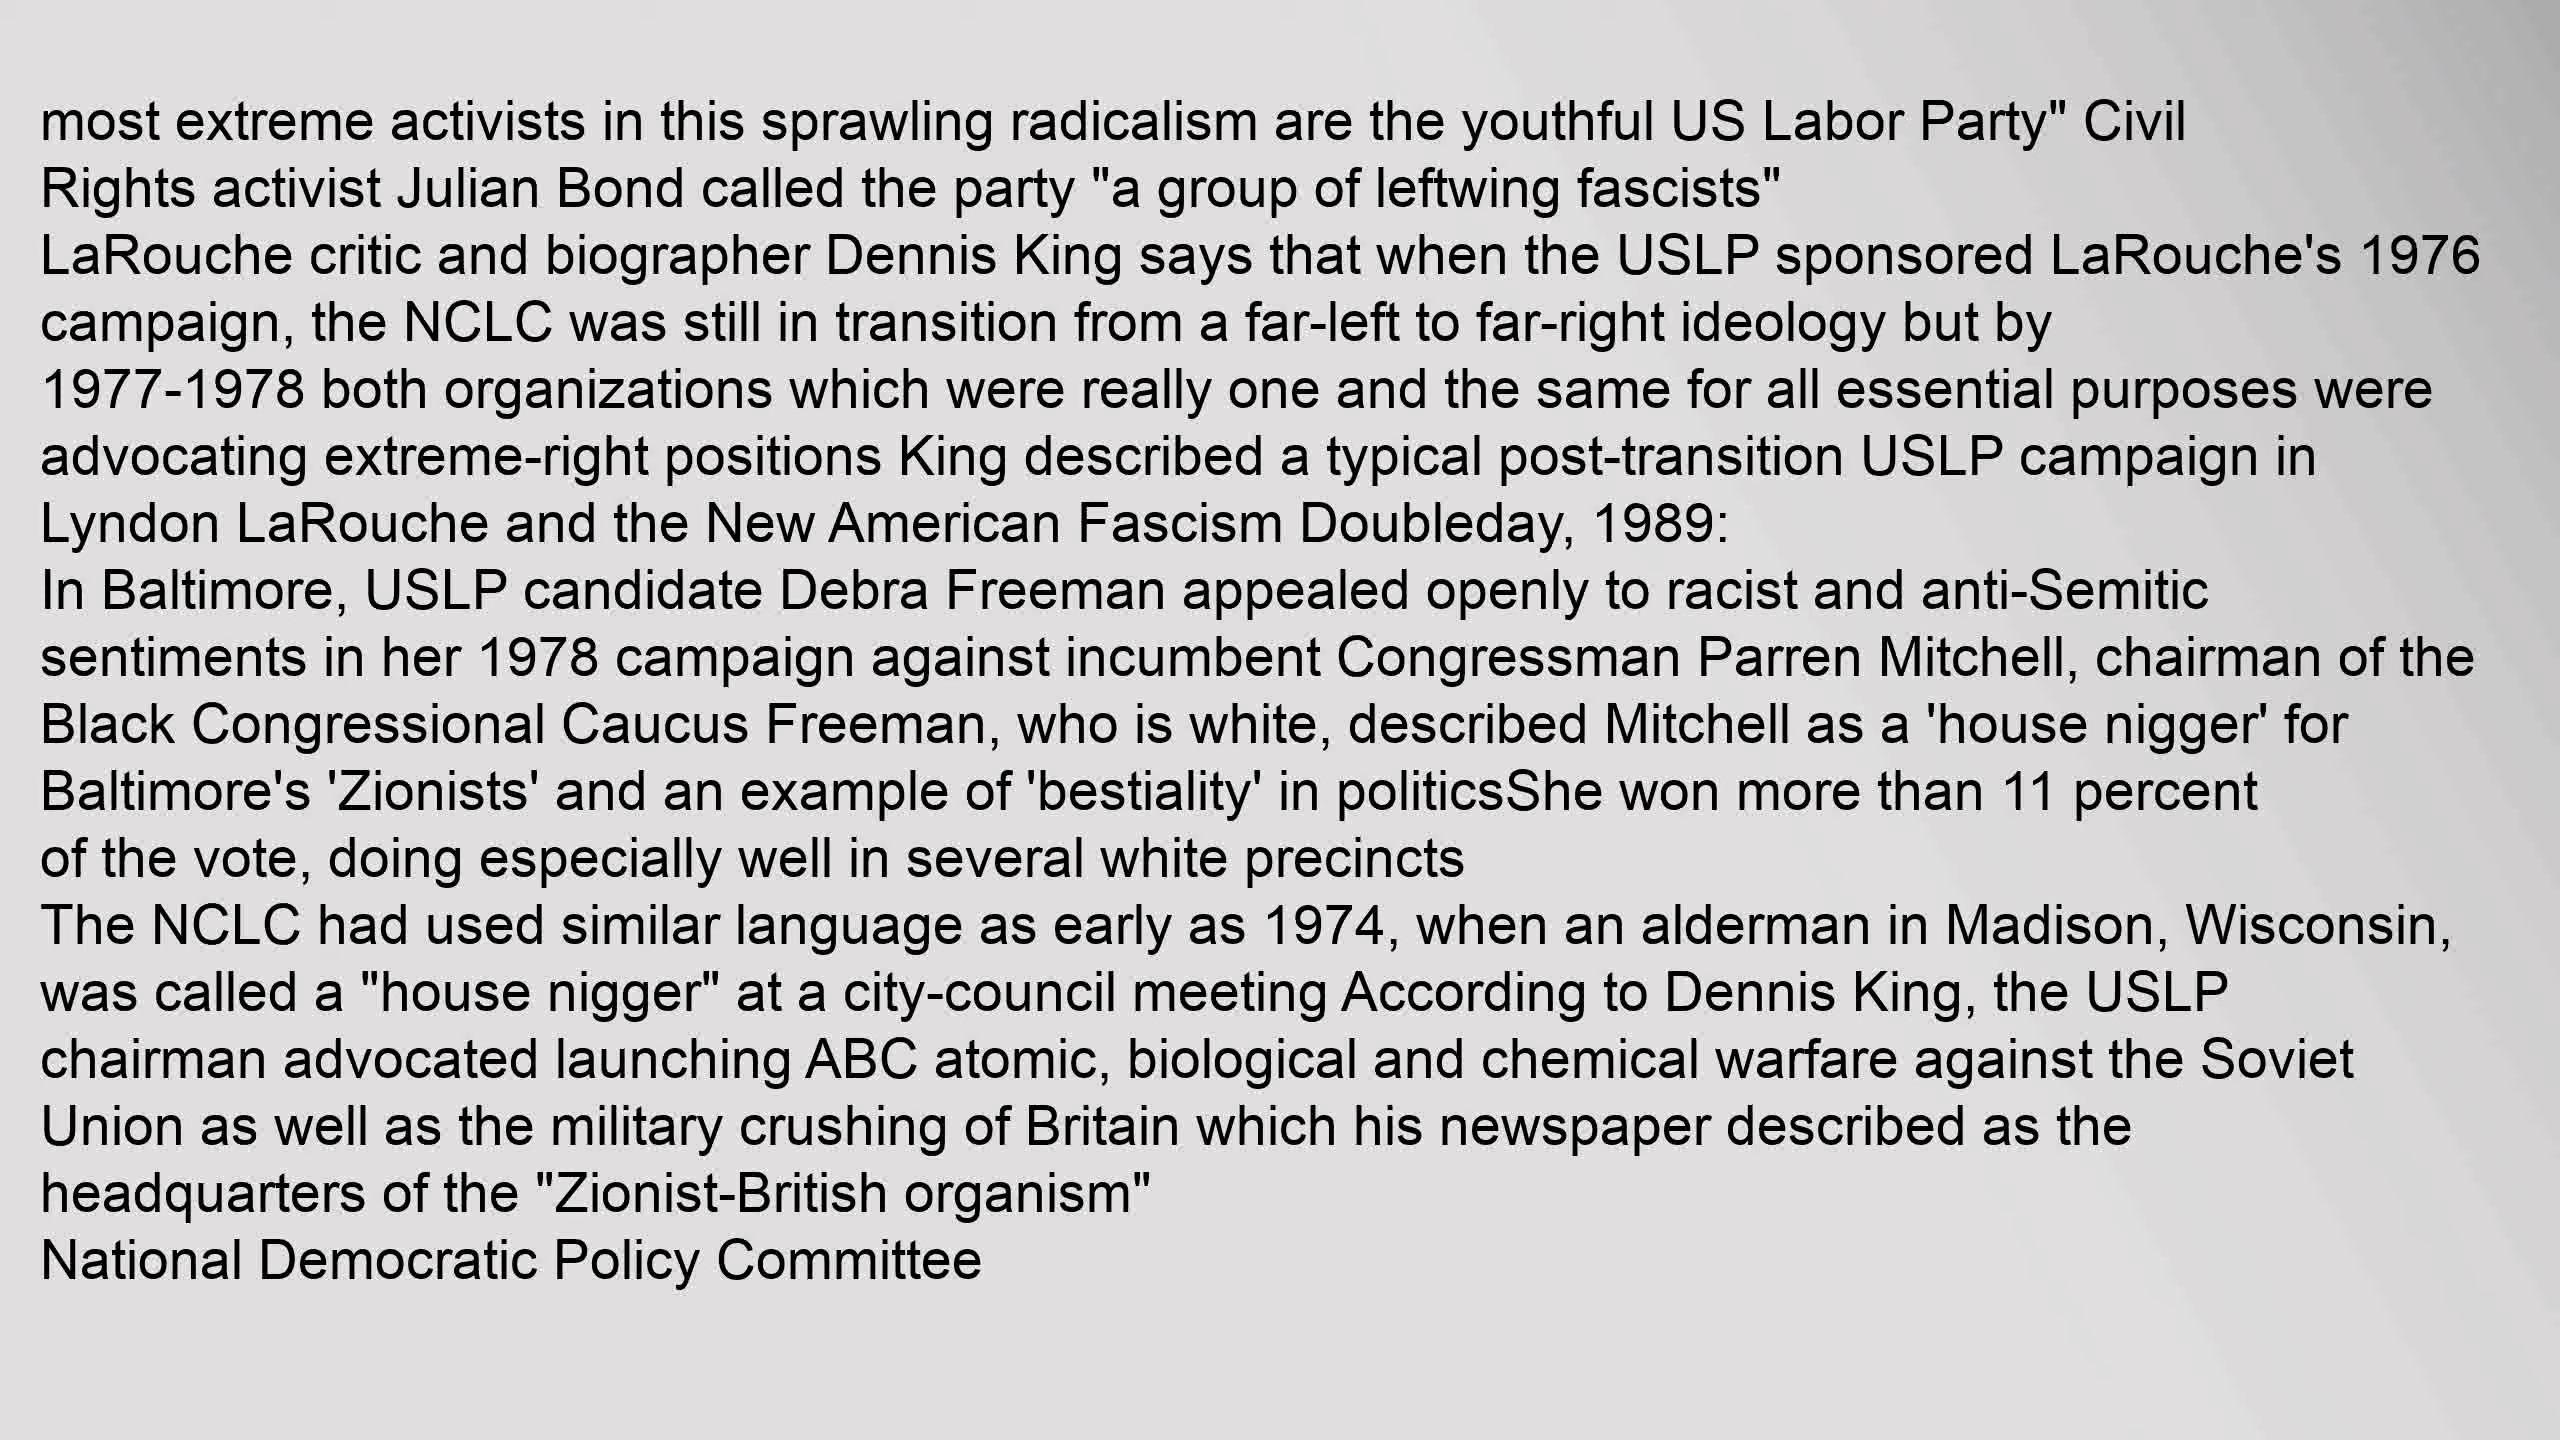 most extreme activists in this sprawling radicalism are the youthful US Labor Party" Civil
Rights activist Julian Bond called the party "a group of leftwing fascists"
LaRouche critic and biographer Dennis King says that when the USLP sponsored LaRouche's 1976
campaign, the NCLC was still in transition from a far-left to far-right ideology but by
1977-1978 both organizations which were really one and the same for all essential purposes were
advocating extreme-right positions King described a typical post-transition USLP campaign in
Lyndon LaRouche and the New American Fascism Doubleday, 1989:
In Baltimore, USLP candidate Debra Freeman appealed openly to racist and anti-Semitic
sentiments in her 1978 campaign against incumbent Congressman Parren Mitchell, chairman of the
Black Congressional Caucus Freeman, who is white, described Mitchell as a 'house nigger' for
Baltimore's 'Zionists' and an example of 'bestiality' in politicsShe won more than 11 percent
of the vote, doing especially well in several white precincts
The NCLC had used similar language as early as 1974, when an alderman in Madison, Wisconsin,
was called a "house nigger" at a city-council meeting According to Dennis King, the USLP
chairman advocated launching ABC atomic, biological and chemical warfare against the Soviet
Union as well as the military crushing of Britain which his newspaper described as the
headquarters of the "Zionist-British organism"
National Democratic Policy Committee